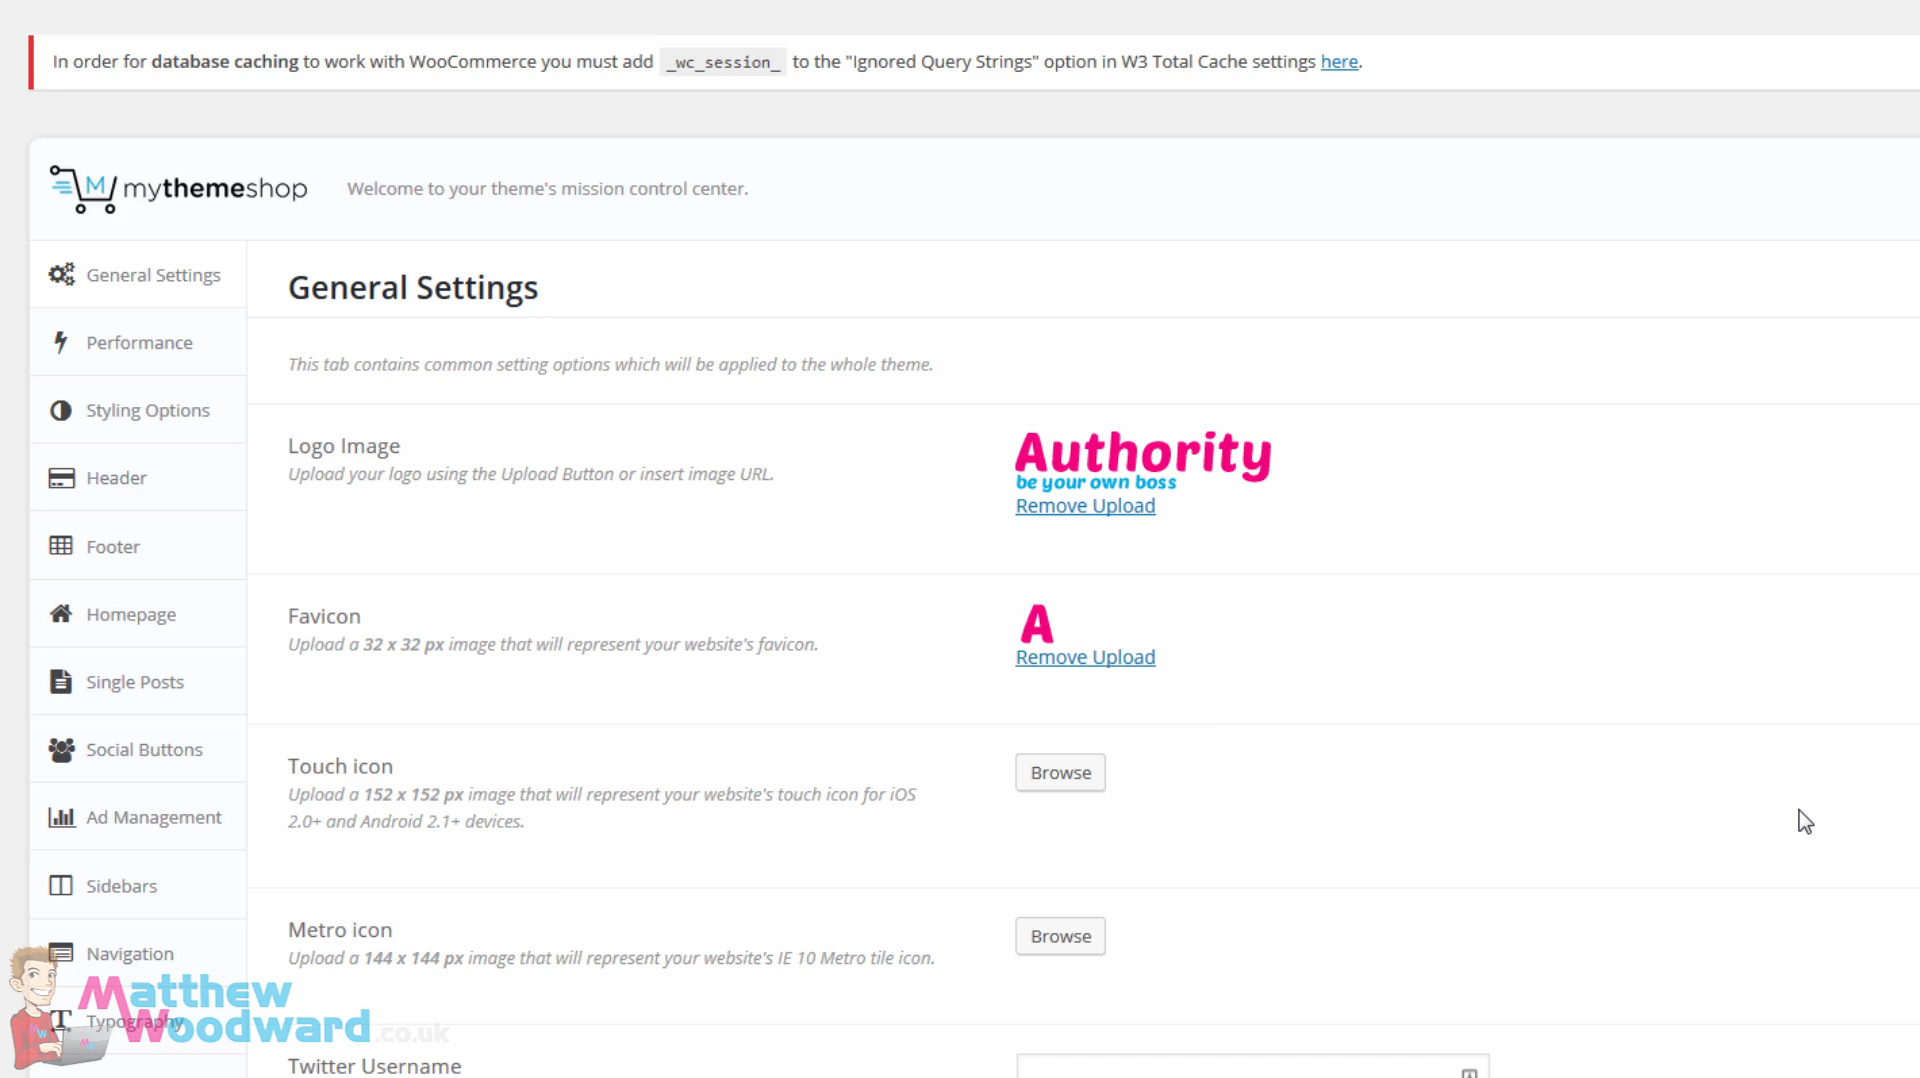 In order for database caching to work with WooCommerce you must add _wc_session_ to the "Ignored Query Strings" option in W3 Total Cache settings here.
mythemeshop
Welcome to your theme's mission control center.
General Settings
Performance
Styling Options
Header
Footer
Homepage
Single Posts
Social Buttons
Ad Management
Sidebars
Navigation
Typography
General Settings
This tab contains common setting options which will be applied to the whole theme.
Logo Image
Upload your logo using the Upload Button or insert image URL.
Authority
be your own boss
Remove Upload
Favicon
Upload a 32 x 32 px image that will represent your website's favicon.
A
Remove Upload
Touch icon
Upload a 152 x 152 px image that will represent your website's touch icon for iOS
2.0+ and Android 2.1+ devices.
Browse
Metro icon
Upload a 144 x 144 px image that will represent your website's IE 10 Metro tile icon.
Browse
Twitter Username
Matthew
Woodward.co.uk